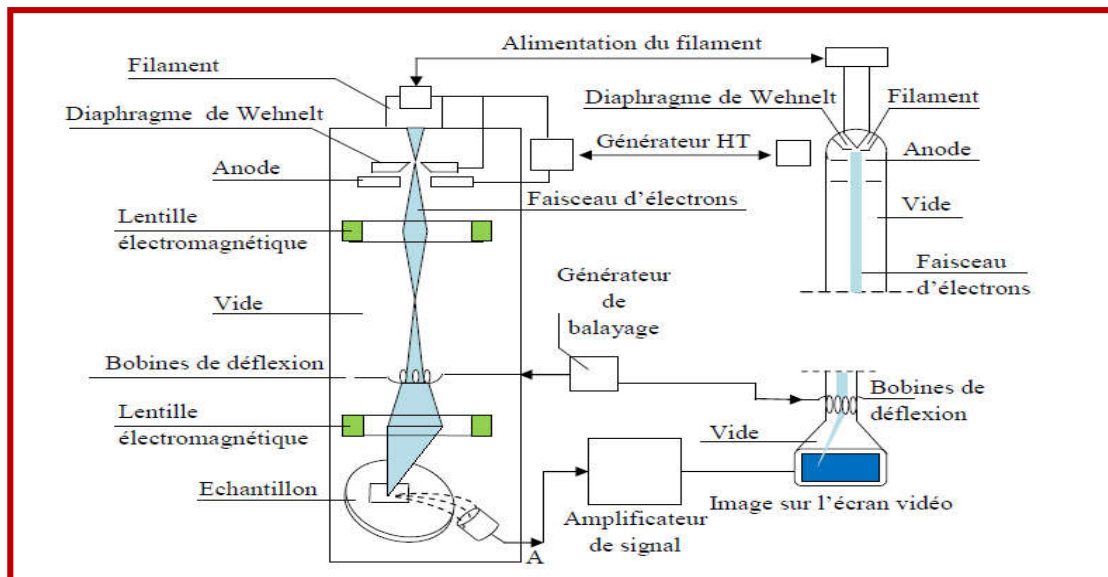 Alimentation du filament
Filament
Diaphragme de Wehnelt
Anode
Lentille
électromagnétique
Vide
Bobines de déflexion
Lentille
électromagnétique
Echantillon
A
Faisceau d'électrons
Générateur HT
Générateur
de
balayage
Amplificateur
de signal
Diaphragme de Wehnelt
Filament
Anode
Vide
Faisceau
d'électrons
Bobines de
déflexion
Vide
Image sur l'écran vidéo